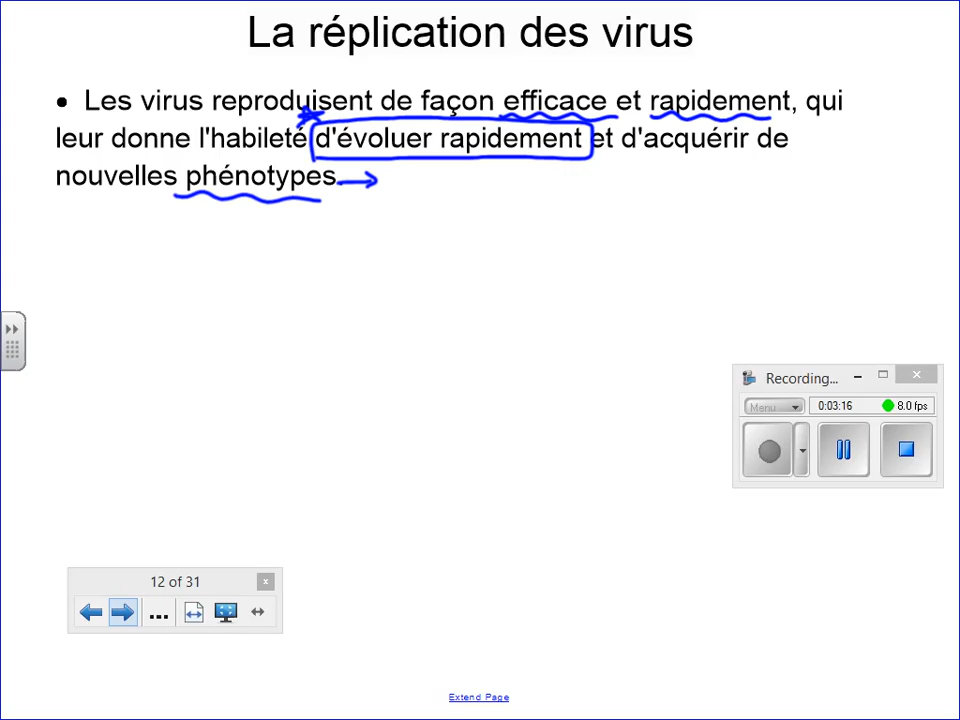 La réplication des virus
• Les virus reproduisent de façon efficace et rapidement, qui
leur donne l'habileté d'évoluer rapidement et d'acquérir de
nouvelles phénotypes.
Recording...
Menu
0:03:16
8.0 fps
12 of 31
Extend Page